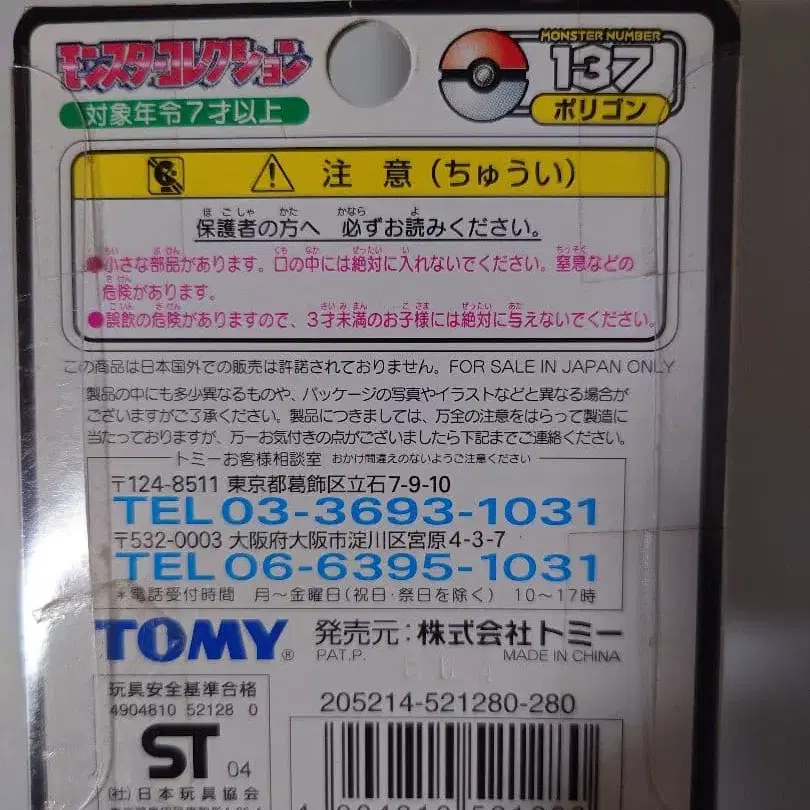 モンスターコレクション
MONSTER NUMBER
137
対象年令7才以上
ポリゴン
注 意(ちゅうい)
保護者の方へ 必ずお読みください。
●小さな部品があります。口の中には絶対に入れないでください。窒息などの
危険があります。
●誤飲の危険がありますので、3才未満のお子様には絶対に与えないでください。
この商品は日本国外での販売は許諾されておりません。FOR SALE IN JAPAN ONLY
製品の中にも多少異なるものや、パッケージの写真やイラストなどと異なる場合が
ございますがご了承ください。製品につきましては、万全の注意をはらって製造に
当たっておりますが、万一お気付きの点がございましたら下記までご連絡ください。
トミーお客様相談室 おかけ間違えのないようご注意ください
〒124-8511 東京都葛飾区立石7-9-10
TEL 03-3693-1031
〒532-0003 大阪府大阪市淀川区宮原4-3-7
TEL 06-6395-1031
*電話受付時間 月~金曜日(祝日・祭日を除く) 10~17時
TOMY® 発売元:株式会社トミー
PAT.P. MADE IN CHINA
玩具安全基準合格
4904810 52128 0
205214-521280-280
ST 04
(社)日本玩具協会